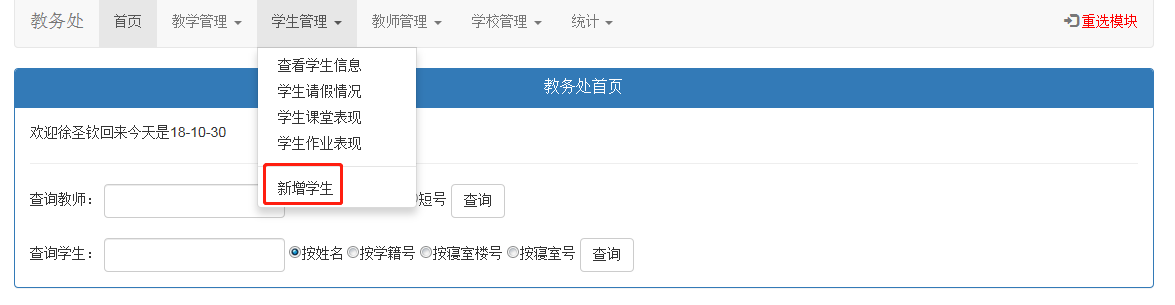 教务处 首页 教学管理 学生管理 教师管理 学校管理 统计 重选模块
查看学生信息
学生请假情况
学生课堂表现
学生作业表现
新增学生
教务处首页
欢迎徐圣钦回来今天是18-10-30
查询教师： 短号 查询
查询学生： 按姓名 按学籍号 按寝室楼号 按寝室号 查询